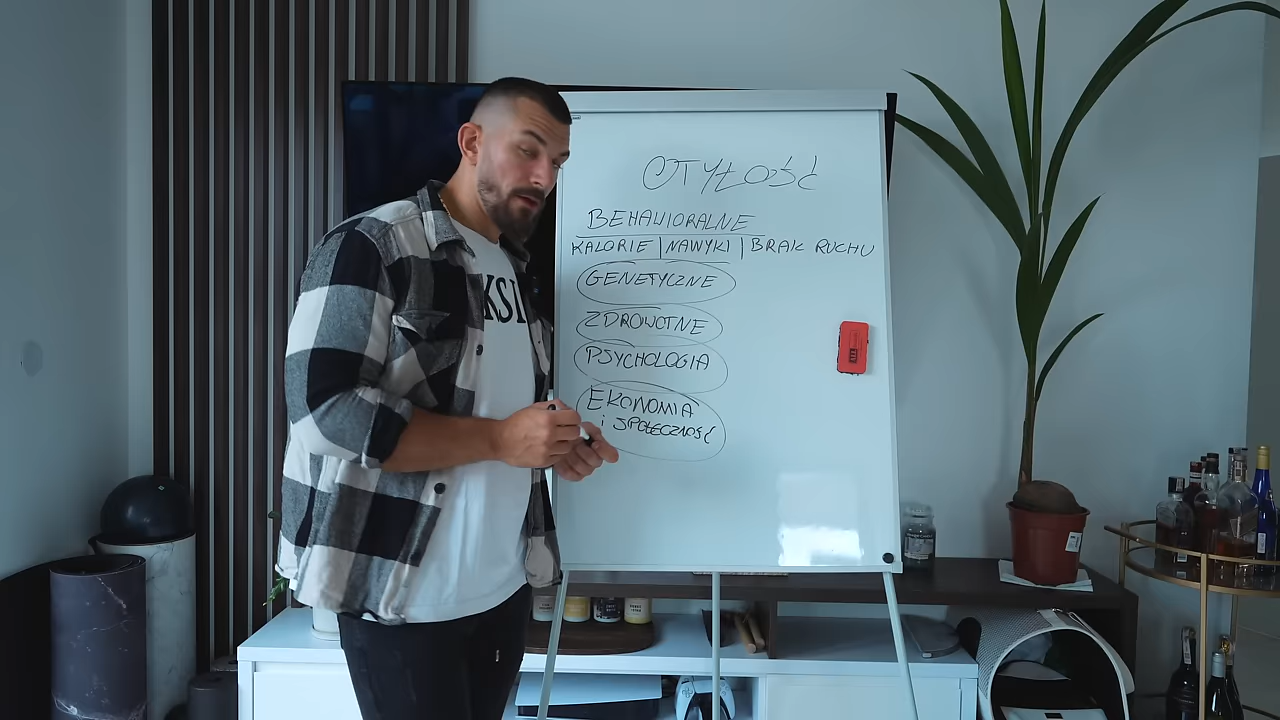 OTYŁOŚĆ
BEHAWIORALNE
KALORIE | NAWYKI | BRAK RUCHU
GENETYCZNE
ZDROWOTNE
PSYCHOLOGIA
EKONOMIA
i SPOŁECZNOŚĆ